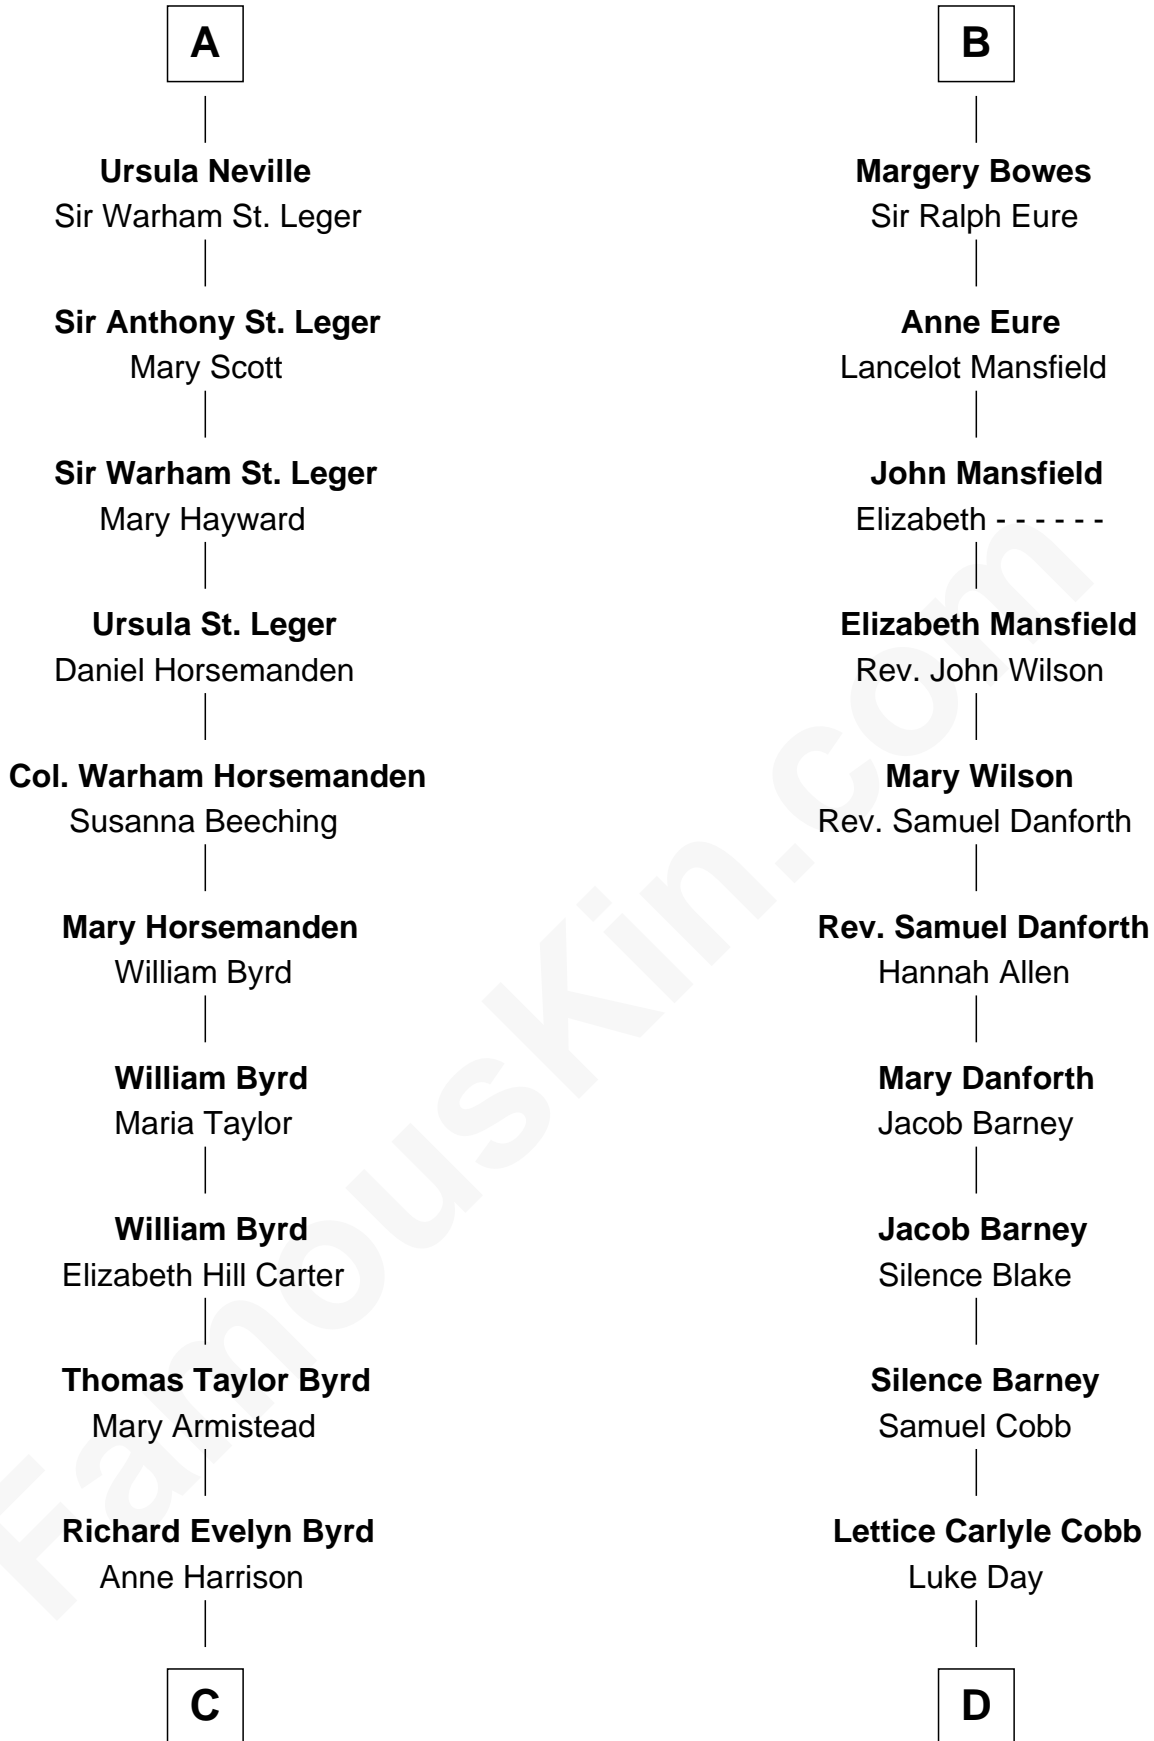 A
Ursula Neville
Sir Warham St. Leger
Sir Anthony St. Leger
Mary Scott
Sir Warham St. Leger
Mary Hayward
Ursula St. Leger
Daniel Horsemanden
Col. Warham Horsemanden
Susanna Beeching
Mary Horsemanden
William Byrd
William Byrd
Maria Taylor
William Byrd
Elizabeth Hill Carter
Thomas Taylor Byrd
Mary Armistead
Richard Evelyn Byrd
Anne Harrison
C
B
Margery Bowes
Sir Ralph Eure
Anne Eure
Lancelot Mansfield
John Mansfield
Elizabeth - - - - - -
Elizabeth Mansfield
Rev. John Wilson
Mary Wilson
Rev. Samuel Danforth
Rev. Samuel Danforth
Hannah Allen
Mary Danforth
Jacob Barney
Jacob Barney
Silence Blake
Silence Barney
Samuel Cobb
Lettice Carlyle Cobb
Luke Day
D
FamousKin.com